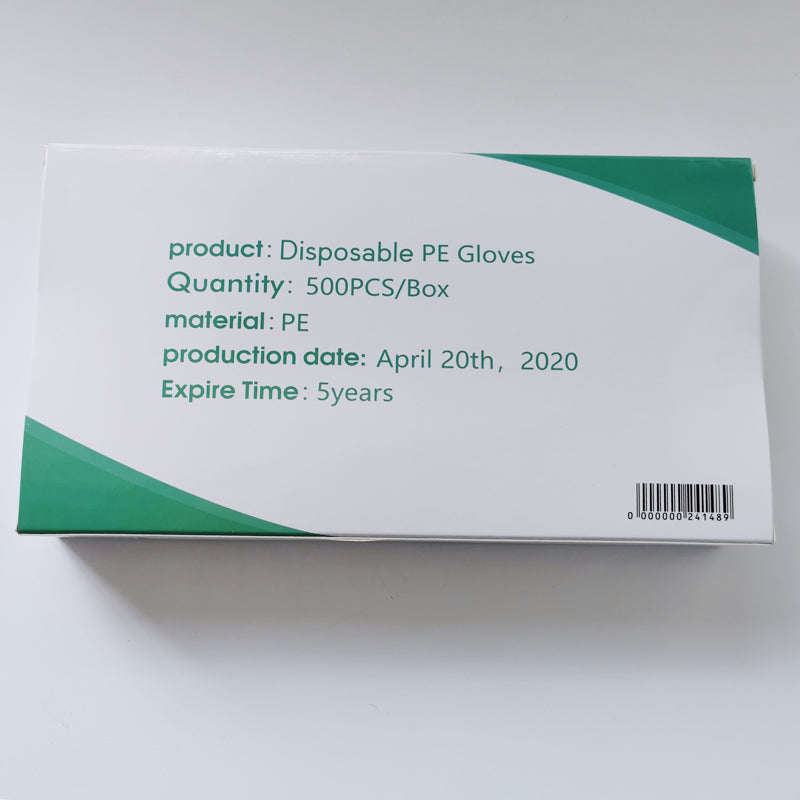 product: Disposable PE Gloves
Quantity: 500PCS/Box
material: PE
production date: April 20th, 2020
Expire Time: 5years
0 000000 241489